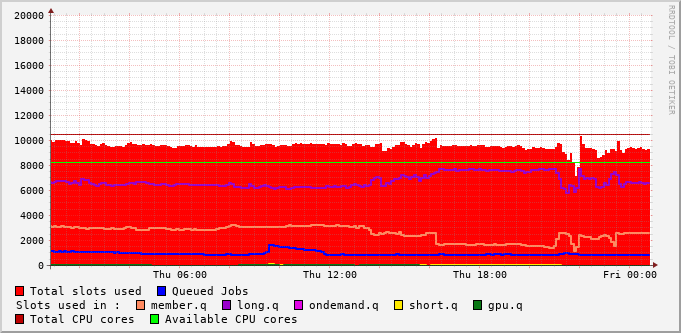 RRDTOOL / TOBI OETIKER
20000
18000
16000
14000
12000
10000
8000
6000
4000
2000
0
Thu 06:00 Thu 12:00 Thu 18:00 Fri 00:00
Total slots used Queued Jobs
Slots used in : member.q long.q ondemand.q short.q gpu.q
Total CPU cores Available CPU cores